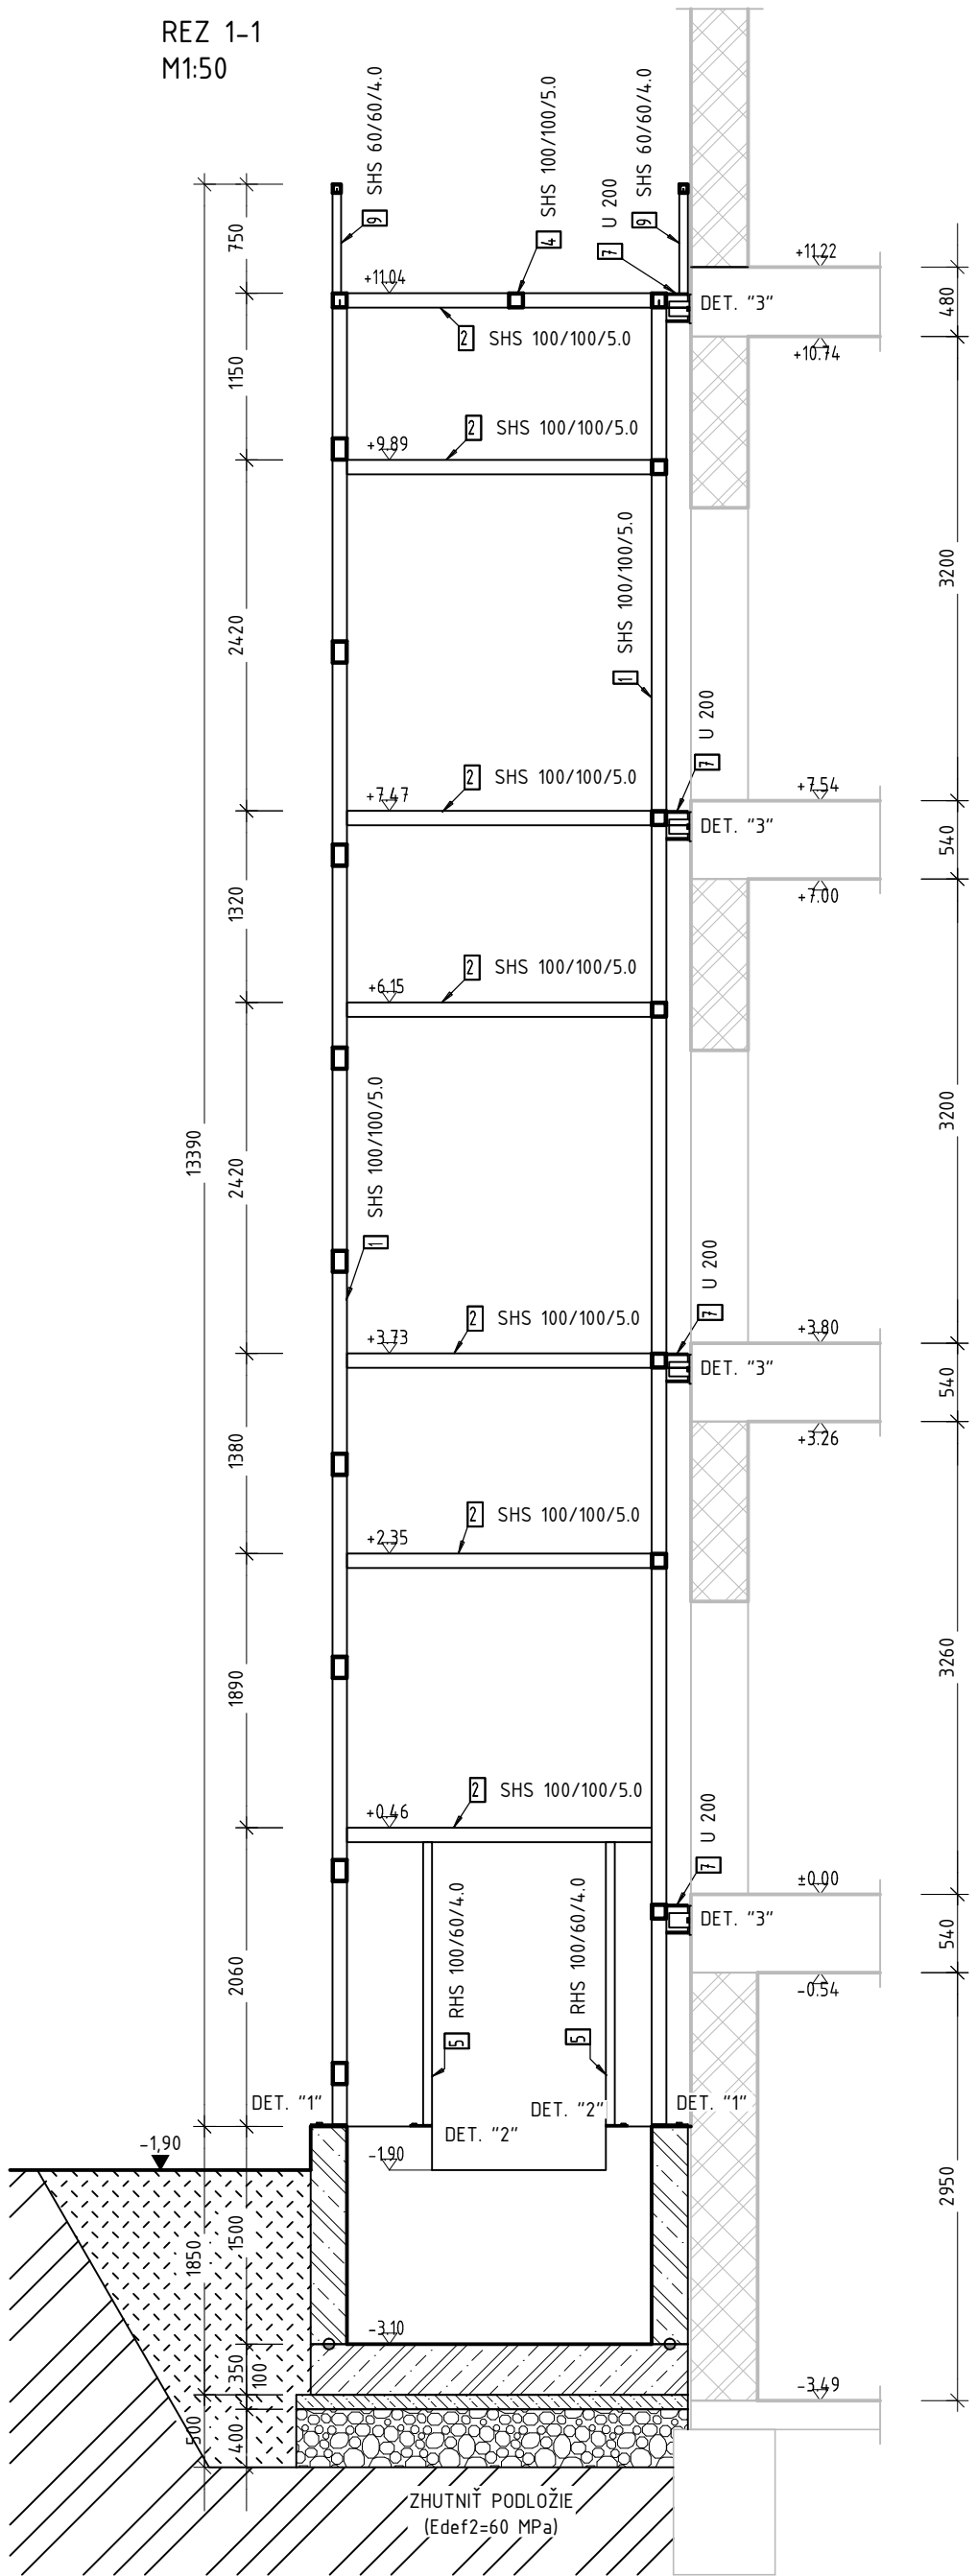 REZ 1-1
M1:50
SHS 60/60/4.0
9
SHS 100/100/5.0
4
U 200
7
SHS 60/60/4.0
9
750
+11.04
+11.22
DET. "3"
480
2
SHS 100/100/5.0
+10.74
1150
2
SHS 100/100/5.0
+9.89
1
SHS 100/100/5.0
3200
2420
U 200
7
2
SHS 100/100/5.0
+7.47
+7.54
DET. "3"
540
+7.00
1320
2
SHS 100/100/5.0
+6.15
13390
2420
SHS 100/100/5.0
1
3200
U 200
7
2
SHS 100/100/5.0
+3.73
+3.80
DET. "3"
540
+3.26
1380
2
SHS 100/100/5.0
+2.35
1890
3260
2
SHS 100/100/5.0
+0.46
U 200
7
±0.00
DET. "3"
540
-0.54
2060
RHS 100/60/4.0
5
RHS 100/60/4.0
5
DET. "1"
DET. "2"
DET. "2"
DET. "1"
-1,90
-1.90
2950
1850
1500
-3.10
350
100
-3.49
500
400
ZHUTNIŤ PODLOŽIE
(Edef2=60 MPa)